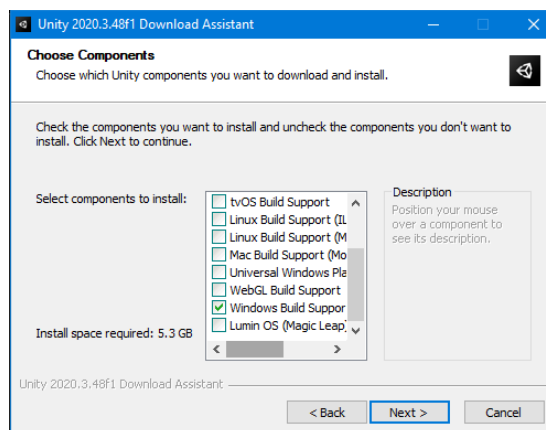 Unity 2020.3.48f1 Download Assistant
Choose Components
Choose which Unity components you want to download and install.
Check the components you want to install and uncheck the components you don't want to
install. Click Next to continue.
Select components to install:
tvOS Build Support
Linux Build Support (IL
Linux Build Support (M
Mac Build Support (Mo
Universal Windows Pla
WebGL Build Support
Windows Build Suppor
Lumin OS (Magic Leap)
Description
Position your mouse
over a component to
see its description.
Install space required: 5.3 GB
Unity 2020.3.48f1 Download Assistant
< Back
Next >
Cancel